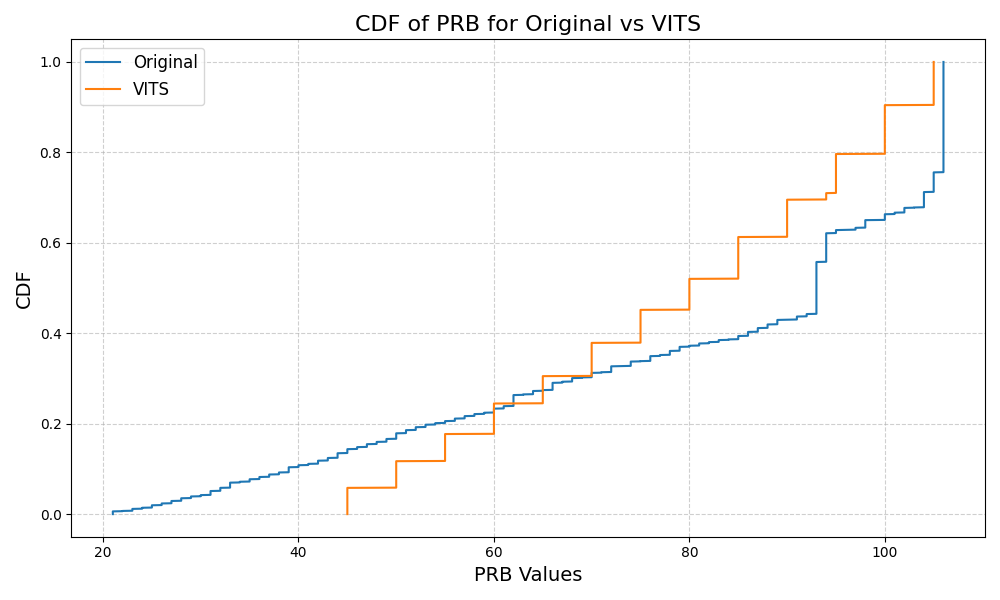 CDF of PRB for Original vs VITS
Original
VITS
CDF
1.0
0.8
0.6
0.4
0.2
0.0
20 40 60 80 100
PRB Values